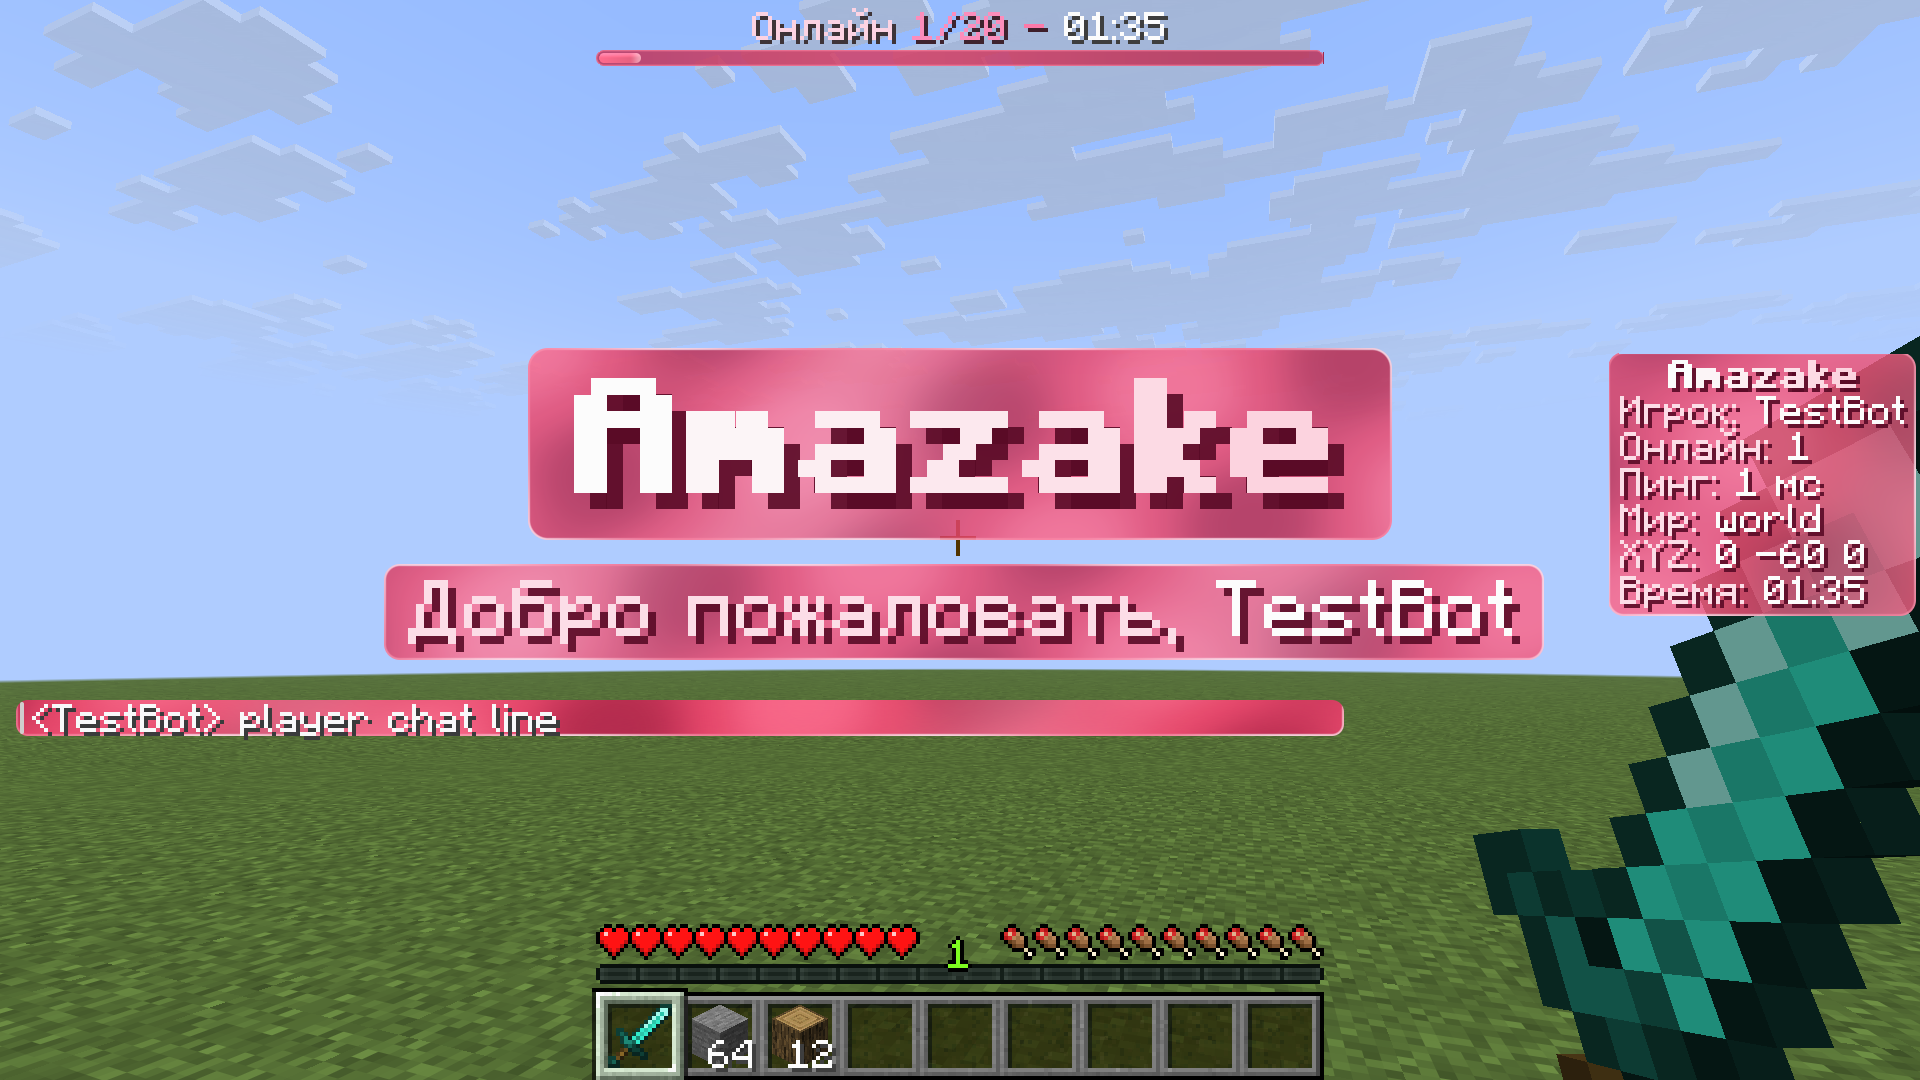 Онлайн 1/20 - 01:35
Amazake
Добро пожаловать, TestBot
Amazake
Игрок: TestBot
Онлайн: 1
Пинг: 1 мс
Мир: world
XYZ: 0 -60 0
Время: 01:35
<TestBot> player chat line
1
64
12